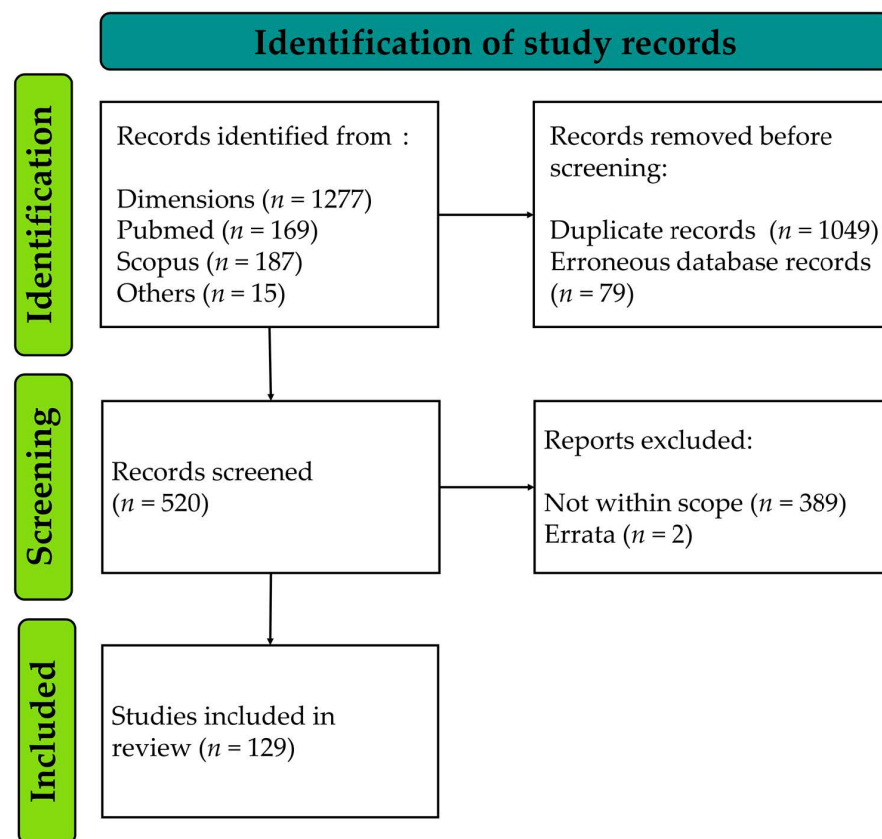 Identification of study records
Identification
Records identified from :
Dimensions (n = 1277)
Pubmed (n = 169)
Scopus (n = 187)
Others (n = 15)
Records removed before
screening:
Duplicate records (n = 1049)
Erroneous database records
(n = 79)
Screening
Records screened
(n = 520)
Reports excluded:
Not within scope (n = 389)
Errata (n = 2)
Included
Studies included in
review (n = 129)